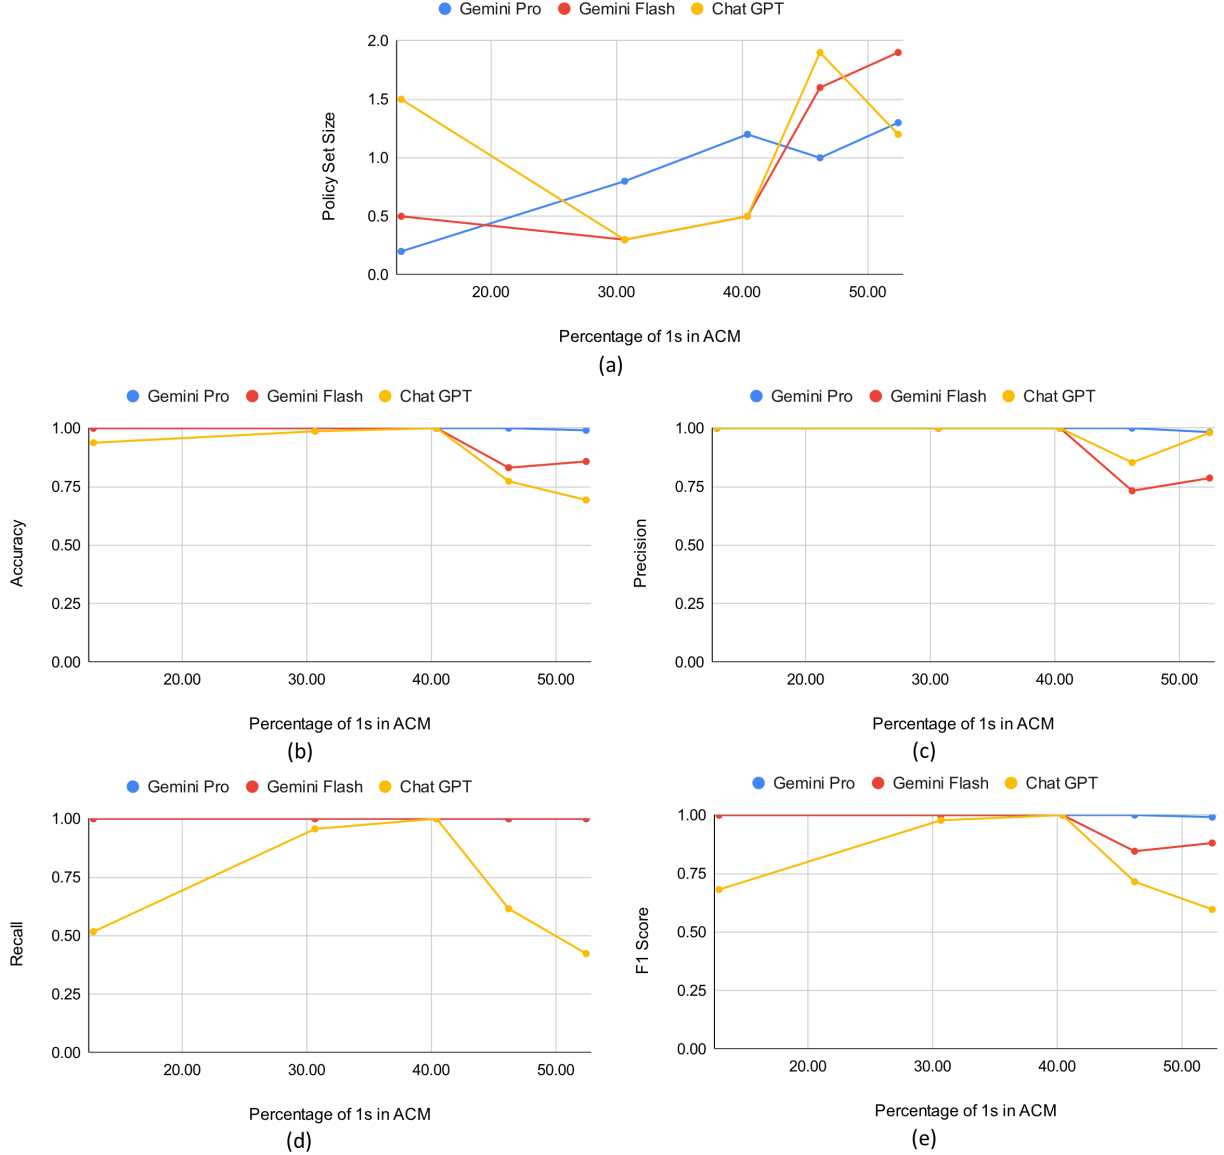 Gemini Pro Gemini Flash Chat GPT
2.0
1.5
1.0
0.5
0.0
Policy Set Size
20.00 30.00 40.00 50.00
Percentage of 1s in ACM
(a)
Gemini Pro Gemini Flash Chat GPT
1.00
0.75
0.50
0.25
0.00
Accuracy
20.00 30.00 40.00 50.00
Percentage of 1s in ACM
(b)
Gemini Pro Gemini Flash Chat GPT
1.00
0.75
0.50
0.25
0.00
Precision
20.00 30.00 40.00 50.00
Percentage of 1s in ACM
(c)
Gemini Pro Gemini Flash Chat GPT
1.00
0.75
0.50
0.25
0.00
Recall
20.00 30.00 40.00 50.00
Percentage of 1s in ACM
(d)
Gemini Pro Gemini Flash Chat GPT
1.00
0.75
0.50
0.25
0.00
F1 Score
20.00 30.00 40.00 50.00
Percentage of 1s in ACM
(e)